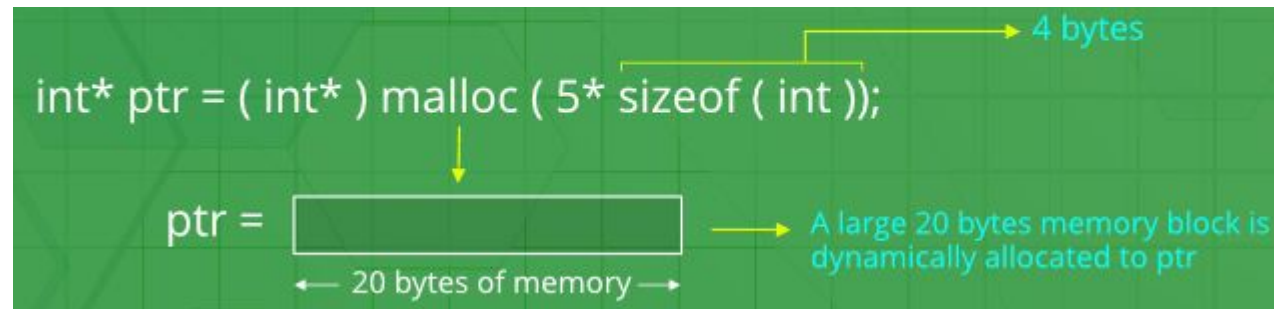 4 bytes
int* ptr = ( int* ) malloc ( 5* sizeof ( int ));
ptr =
A large 20 bytes memory block is
dynamically allocated to ptr
20 bytes of memory